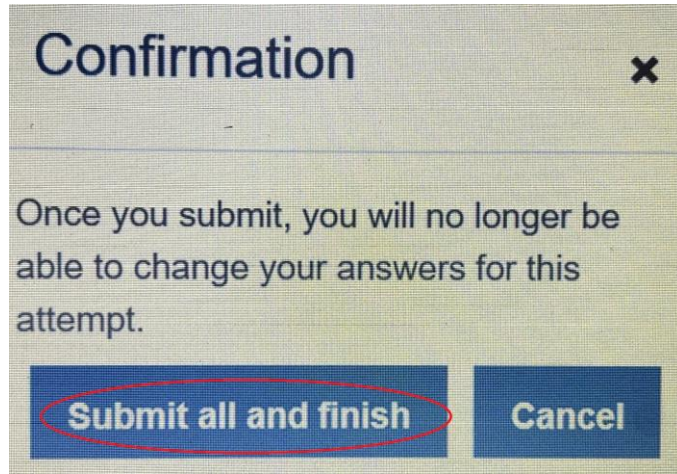 Confirmation
Once you submit, you will no longer be
able to change your answers for this
attempt.
Submit all and finish
Cancel